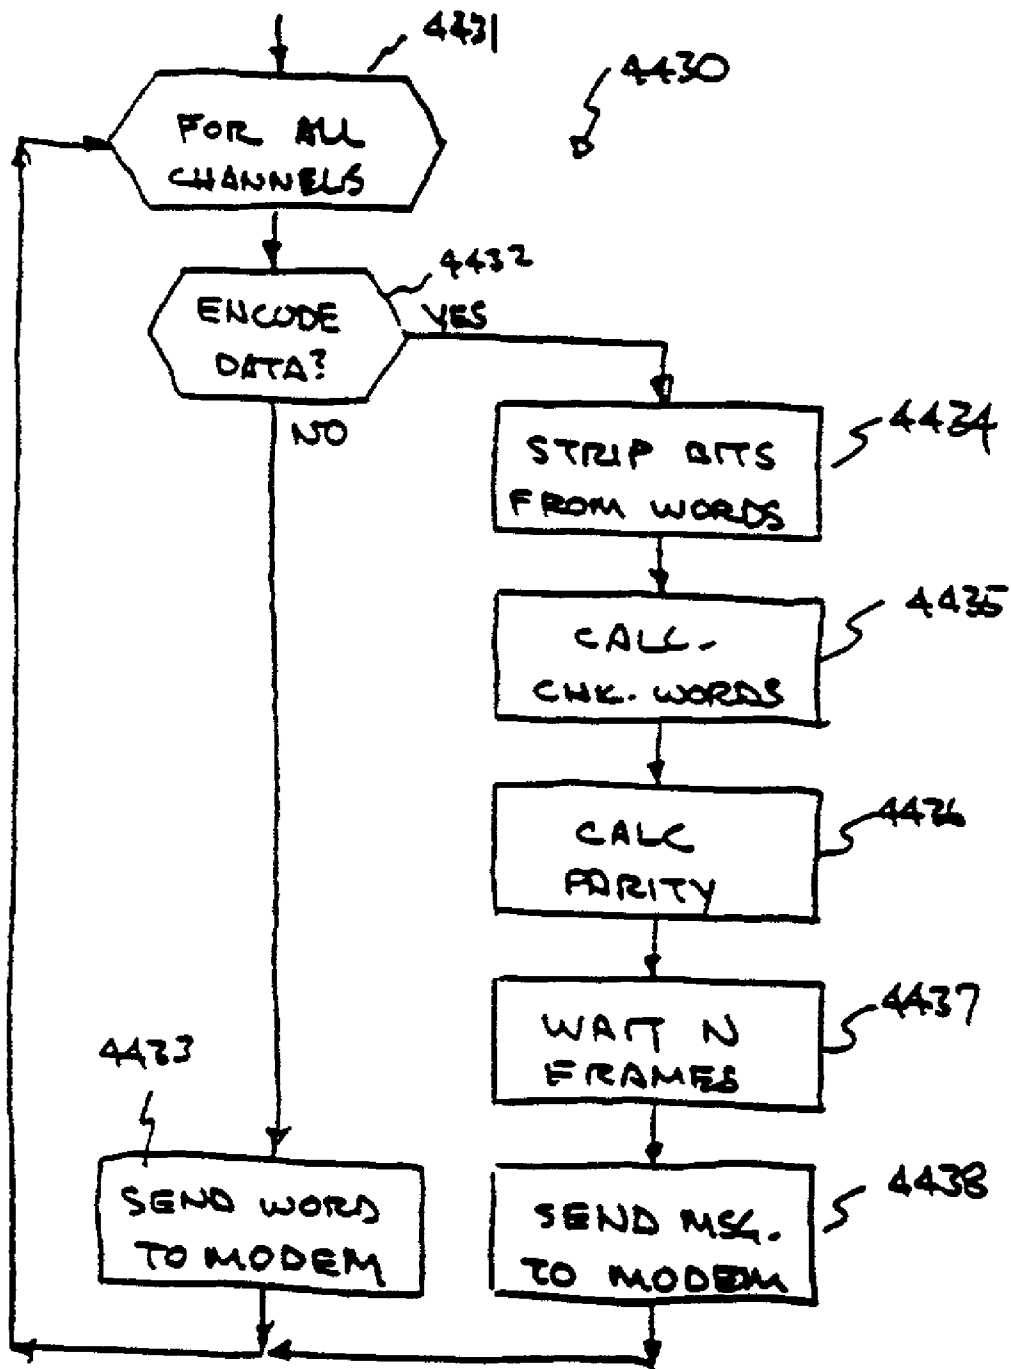 4431
4430
FOR ALL
CHANNELS
4432
ENCODE
DATA?
YES
NO
4434
STRIP BITS
FROM WORDS
4435
CALC.
CHK. WORDS
4436
CALC
PARITY
4437
WAIT N
FRAMES
4433
SEND WORD
TO MODEM
4438
SEND MSG.
TO MODEM